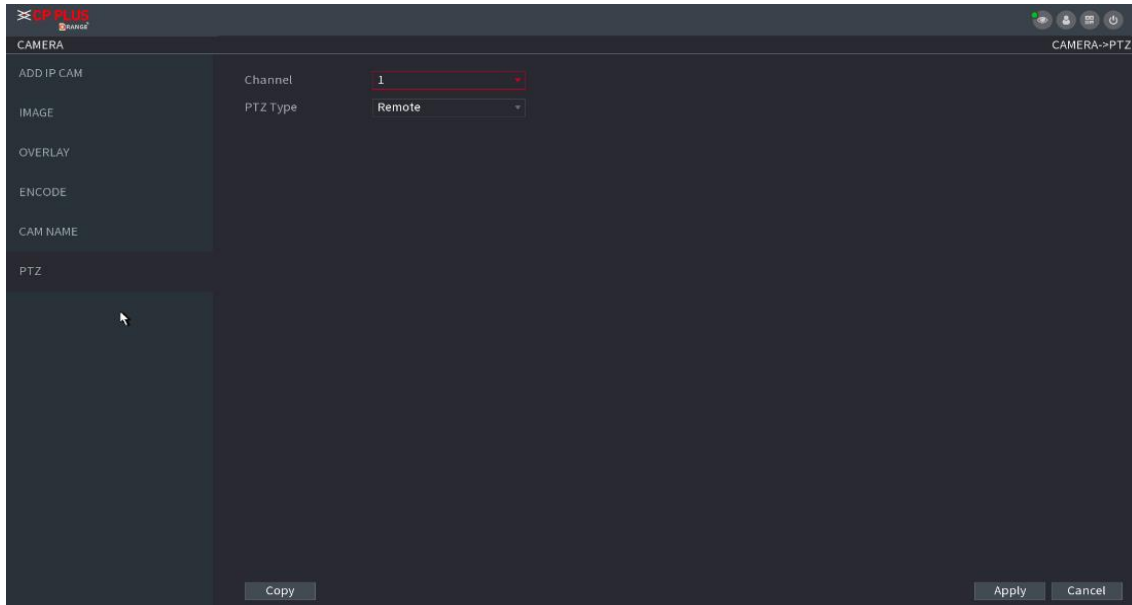 CP PLUS
ORANGE
CAMERA
CAMERA->PTZ
ADD IP CAM
IMAGE
OVERLAY
ENCODE
CAM NAME
PTZ
Channel 1
PTZ Type Remote
Copy
Apply Cancel